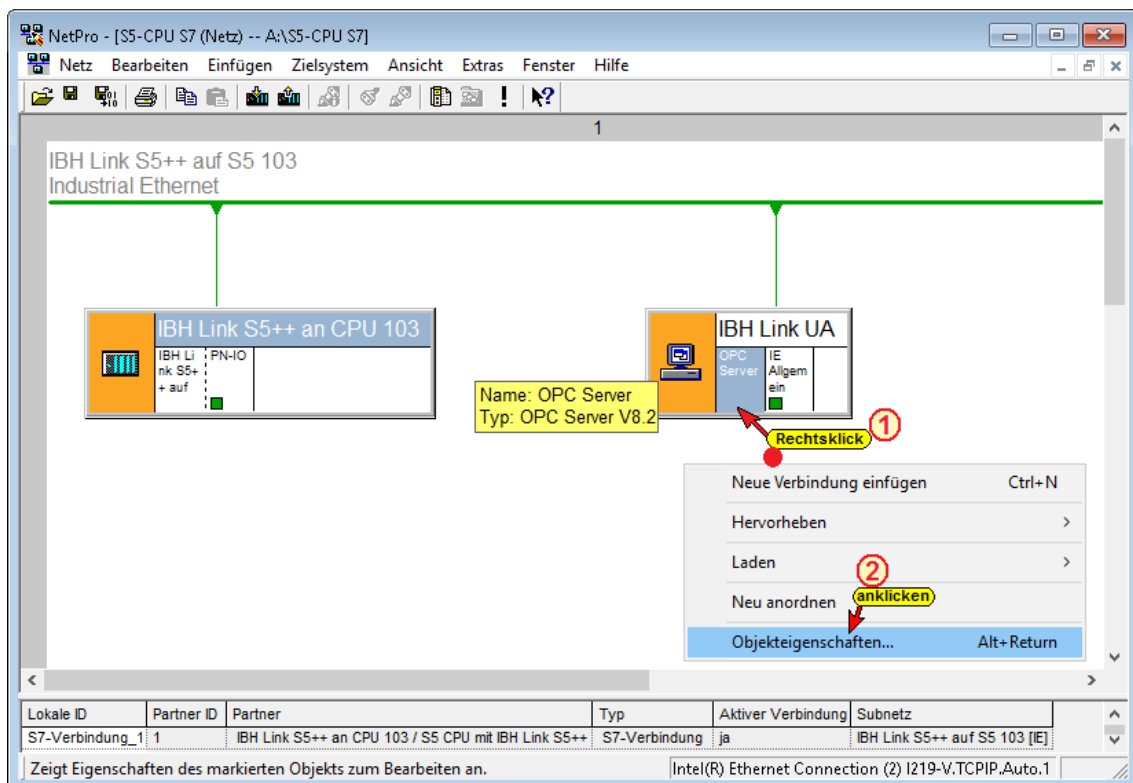 NetPro - [S5-CPU S7 (Netz) -- A:\S5-CPU S7]
Netz Bearbeiten Einfügen Zielsystem Ansicht Extras Fenster Hilfe
1
IBH Link S5++ auf S5 103
Industrial Ethernet
IBH Link S5++ an CPU 103
IBH Li
nk S5+
+ auf
PN-IO
IBH Link UA
OPC
Server
IE
Allgem
ein
Name: OPC Server
Typ: OPC Server V8.2
Rechtsklick
1
Neue Verbindung einfügen Ctrl+N
Hervorheben
Laden
2
Neu anordnen
anklicken
Objekteigenschaften... Alt+Return
Lokale ID Partner ID Partner Typ Aktiver Verbindung Subnetz
S7-Verbindung_1 1 IBH Link S5++ an CPU 103 / S5 CPU mit IBH Link S5++ S7-Verbindung ja IBH Link S5++ auf S5 103 [IE]
Zeigt Eigenschaften des markierten Objekts zum Bearbeiten an. Intel(R) Ethernet Connection (2) I219-V.TCPIP.Auto.1